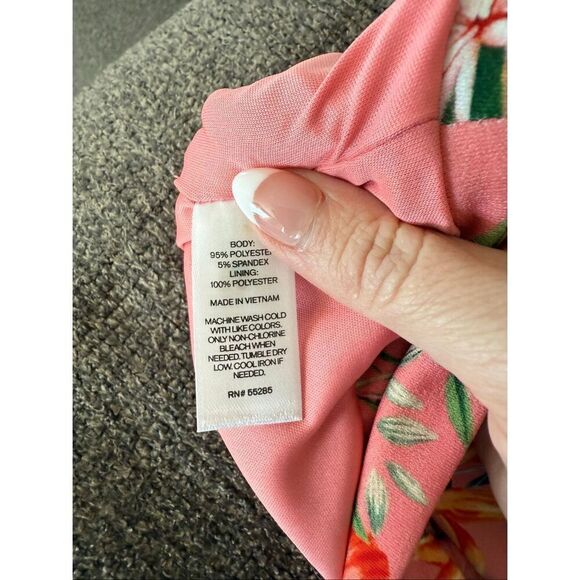 BODY:
95% POLYESTER
5% SPANDEX
LINING:
100% POLYESTER
MADE IN VIETNAM
MACHINE WASH COLD
WITH LIKE COLORS.
ONLY NON-CHLORINE
BLEACH WHEN
NEEDED. TUMBLE DRY
LOW. COOL IRON IF
NEEDED.
RN# 55285